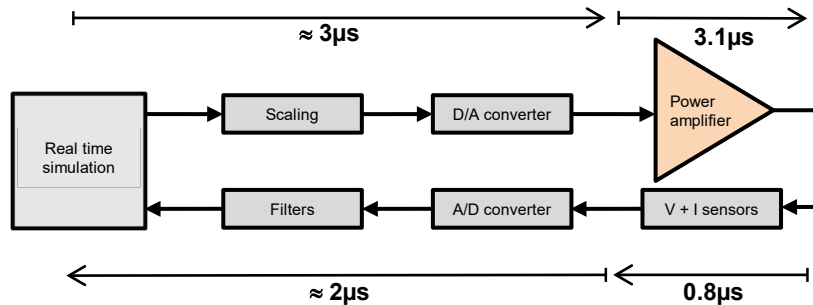 ≈ 3µs
3.1µs
Real time
simulation
Scaling
D/A converter
Power
amplifier
Filters
A/D converter
V + I sensors
≈ 2µs
0.8µs